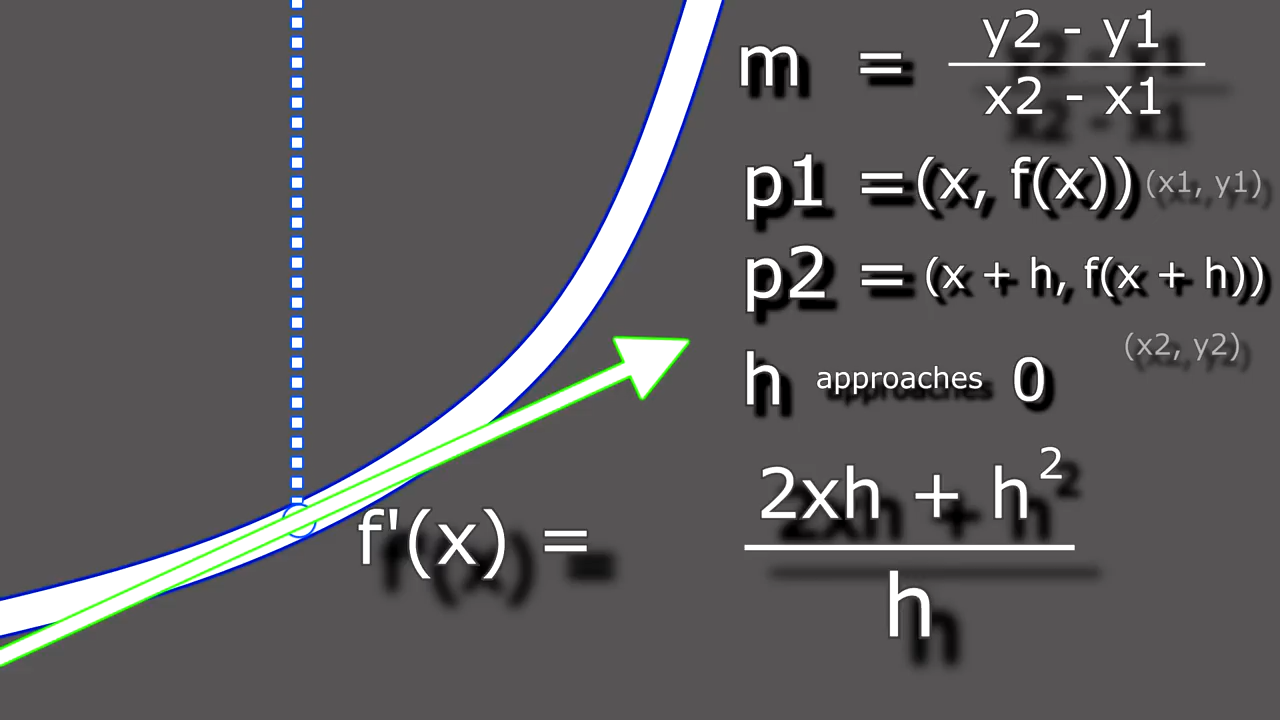 m = y2 - y1
x2 - x1
p1 =(x, f(x)) (x1, y1)
p2 = (x + h, f(x + h))
(x2, y2)
h approaches 0
2xh + h²
f'(x) =
h